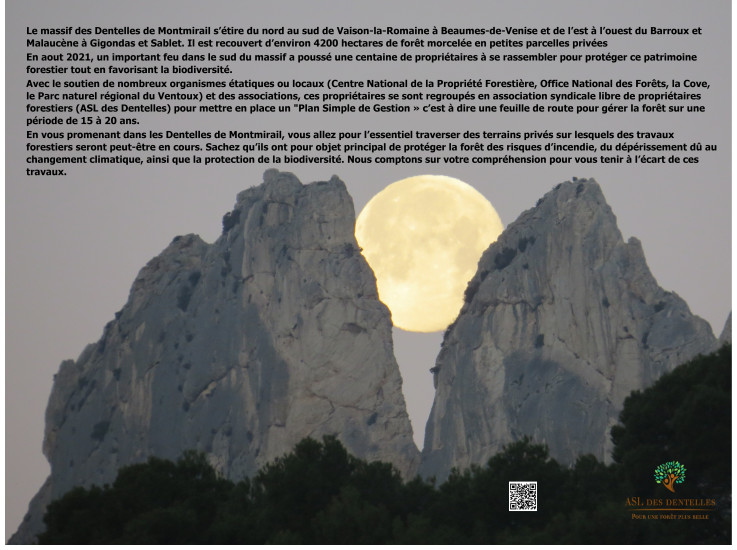 Le massif des Dentelles de Montmirail s'étire du nord au sud de Vaison-la-Romaine à Beaumes-de-Venise et de l'est à l'ouest du Barroux et
Malaucène à Gigondas et Sablet. Il est recouvert d'environ 4200 hectares de forêt morcelée en petites parcelles privées
En aout 2021, un important feu dans le sud du massif a poussé une centaine de propriétaires à se rassembler pour protéger ce patrimoine
forestier tout en favorisant la biodiversité.
Avec le soutien de nombreux organismes étatiques ou locaux (Centre National de la Propriété Forestière, Office National des Forêts, la Cove,
le Parc naturel régional du Ventoux) et des associations, ces propriétaires se sont regroupés en association syndicale libre de propriétaires
forestiers (ASL des Dentelles) pour mettre en place un "Plan Simple de Gestion » c'est à dire une feuille de route pour gérer la forêt sur une
période de 15 à 20 ans.
En vous promenant dans les Dentelles de Montmirail, vous allez pour l'essentiel traverser des terrains privés sur lesquels des travaux
forestiers seront peut-être en cours. Sachez qu'ils ont pour objet principal de protéger la forêt des risques d'incendie, du dépérissement dû au
changement climatique, ainsi que la protection de la biodiversité. Nous comptons sur votre compréhension pour vous tenir à l'écart de ces
travaux.
ASL DES DENTELLES
POUR UNE FORÊT PLUS BELLE